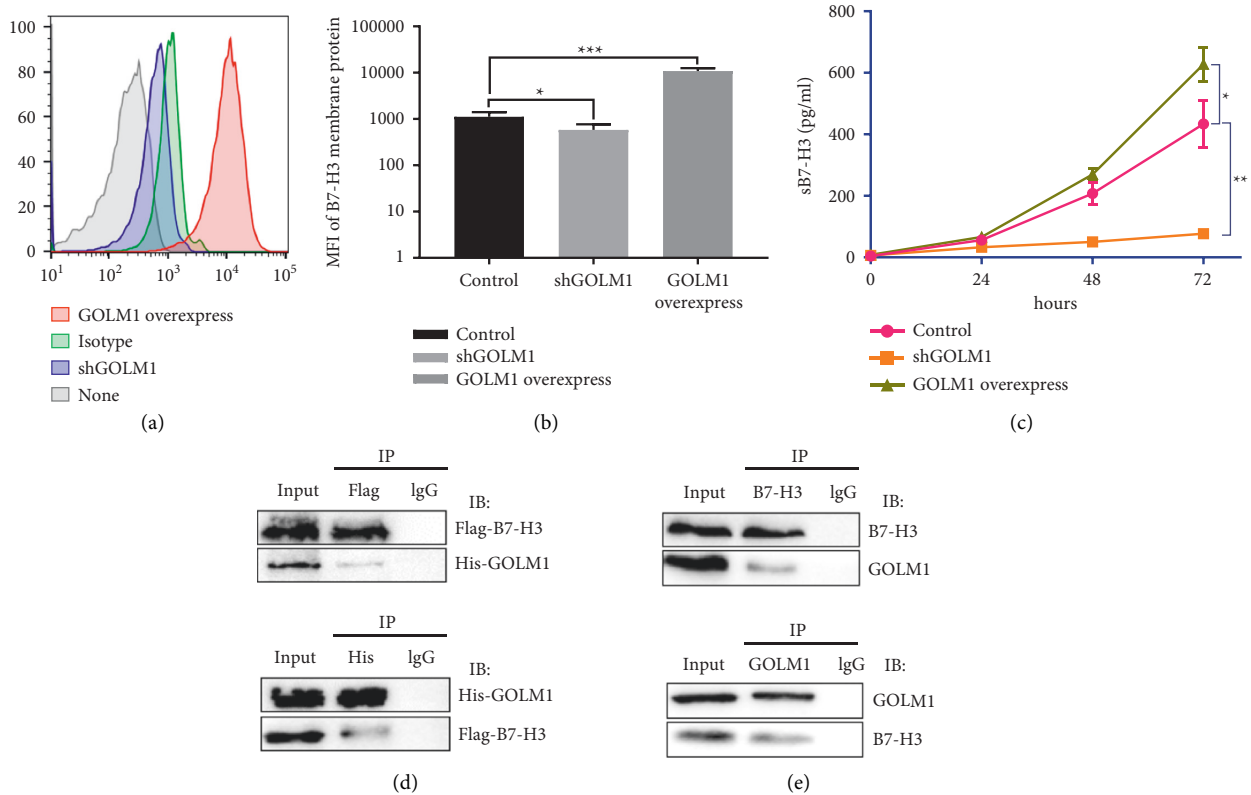 100
80
60
40
20
0
10^1
10^2
10^3
10^4
10^5
GOLM1 overexpress
Isotype
shGOLM1
None
(a)
MFI of B7-H3 membrane protein
100000
10000
1000
100
10
1
***
*
Control
shGOLM1
GOLM1
overexpress
Control
shGOLM1
GOLM1 overexpress
(b)
sB7-H3 (pg/ml)
800
600
400
200
0
*
**
0
24
48
72
hours
Control
shGOLM1
GOLM1 overexpress
(c)
IP
Input Flag lgG IB:
Flag-B7-H3
His-GOLM1
IP
Input His lgG IB:
His-GOLM1
Flag-B7-H3
(d)
IP
Input B7-H3 lgG IB:
B7-H3
GOLM1
IP
Input GOLM1 lgG IB:
GOLM1
B7-H3
(e)